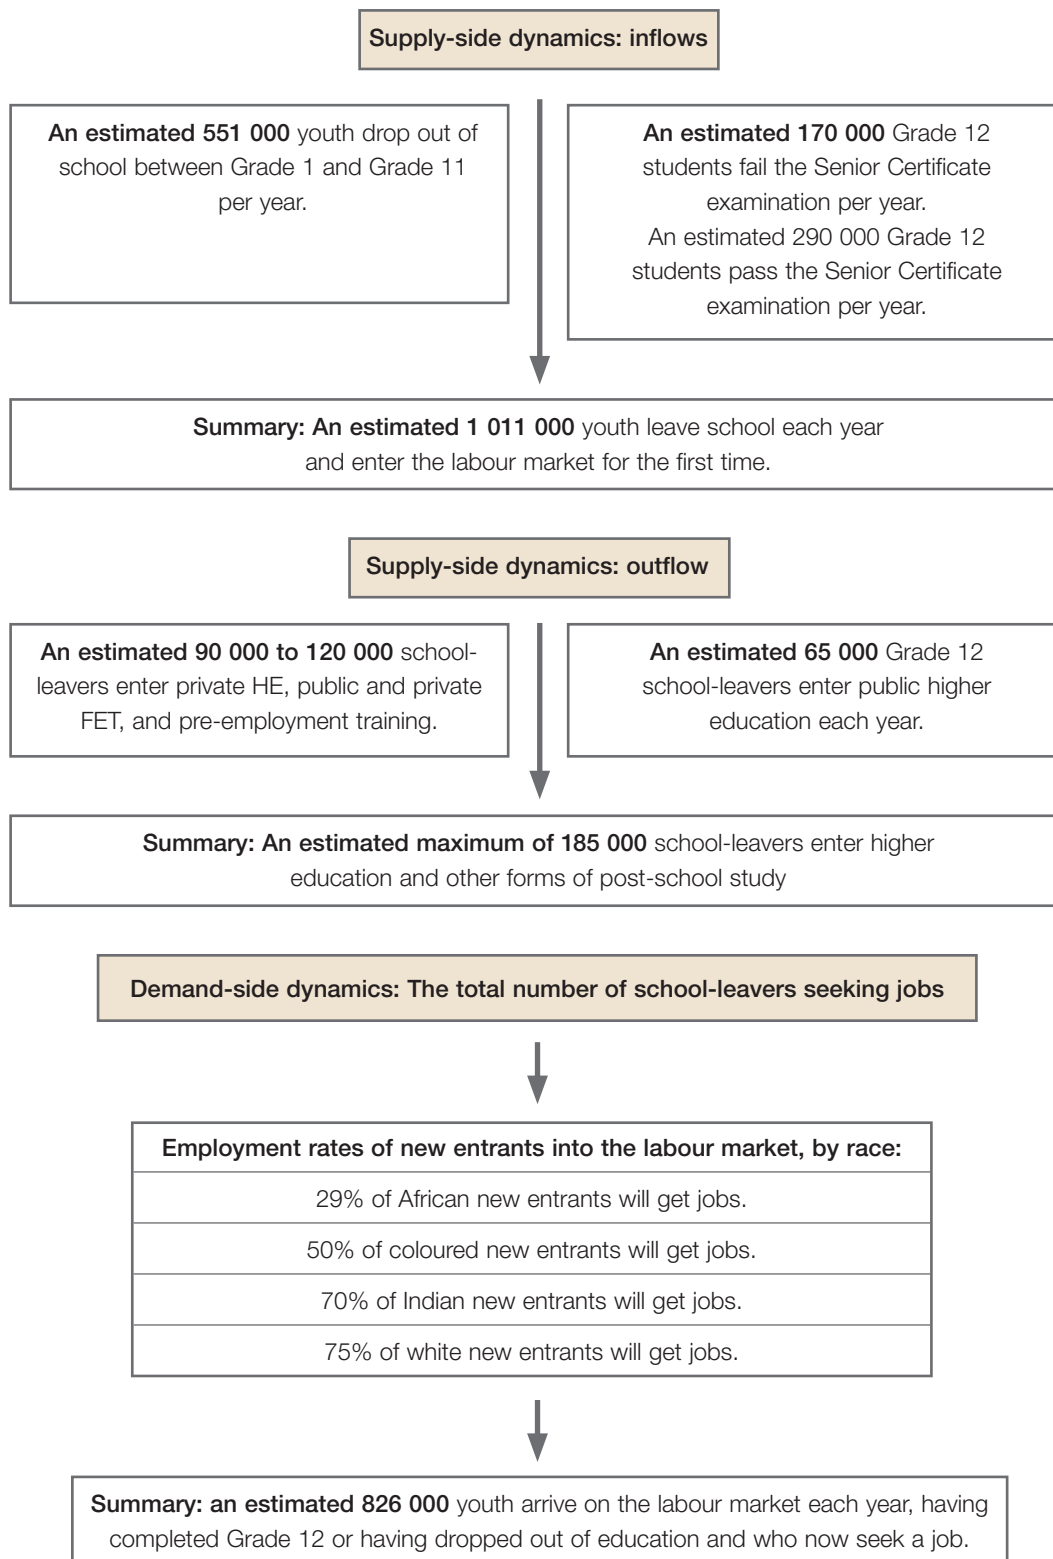 Supply-side dynamics: inflows
An estimated 551 000 youth drop out of
school between Grade 1 and Grade 11
per year.
An estimated 170 000 Grade 12
students fail the Senior Certificate
examination per year.
An estimated 290 000 Grade 12
students pass the Senior Certificate
examination per year.
Summary: An estimated 1 011 000 youth leave school each year
and enter the labour market for the first time.
Supply-side dynamics: outflow
An estimated 90 000 to 120 000 school-
leavers enter private HE, public and private
FET, and pre-employment training.
An estimated 65 000 Grade 12
school-leavers enter public higher
education each year.
Summary: An estimated maximum of 185 000 school-leavers enter higher
education and other forms of post-school study
Demand-side dynamics: The total number of school-leavers seeking jobs
Employment rates of new entrants into the labour market, by race:
29% of African new entrants will get jobs.
50% of coloured new entrants will get jobs.
70% of Indian new entrants will get jobs.
75% of white new entrants will get jobs.
Summary: an estimated 826 000 youth arrive on the labour market each year, having
completed Grade 12 or having dropped out of education and who now seek a job.